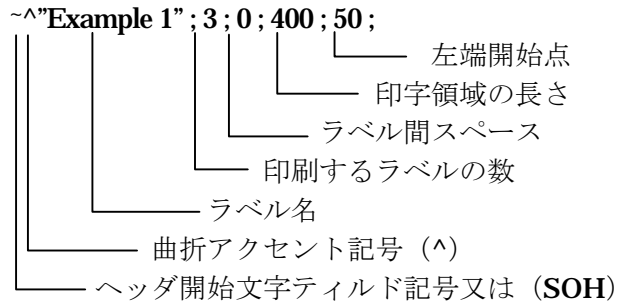 ~^”Example 1” ; 3 ; 0 ; 400 ; 50 ;
左端開始点
印字領域の長さ
ラベル間スペース
印刷するラベルの数
ラベル名
曲折アクセント記号（^）
ヘッダ開始文字ティルド記号又は（SOH）